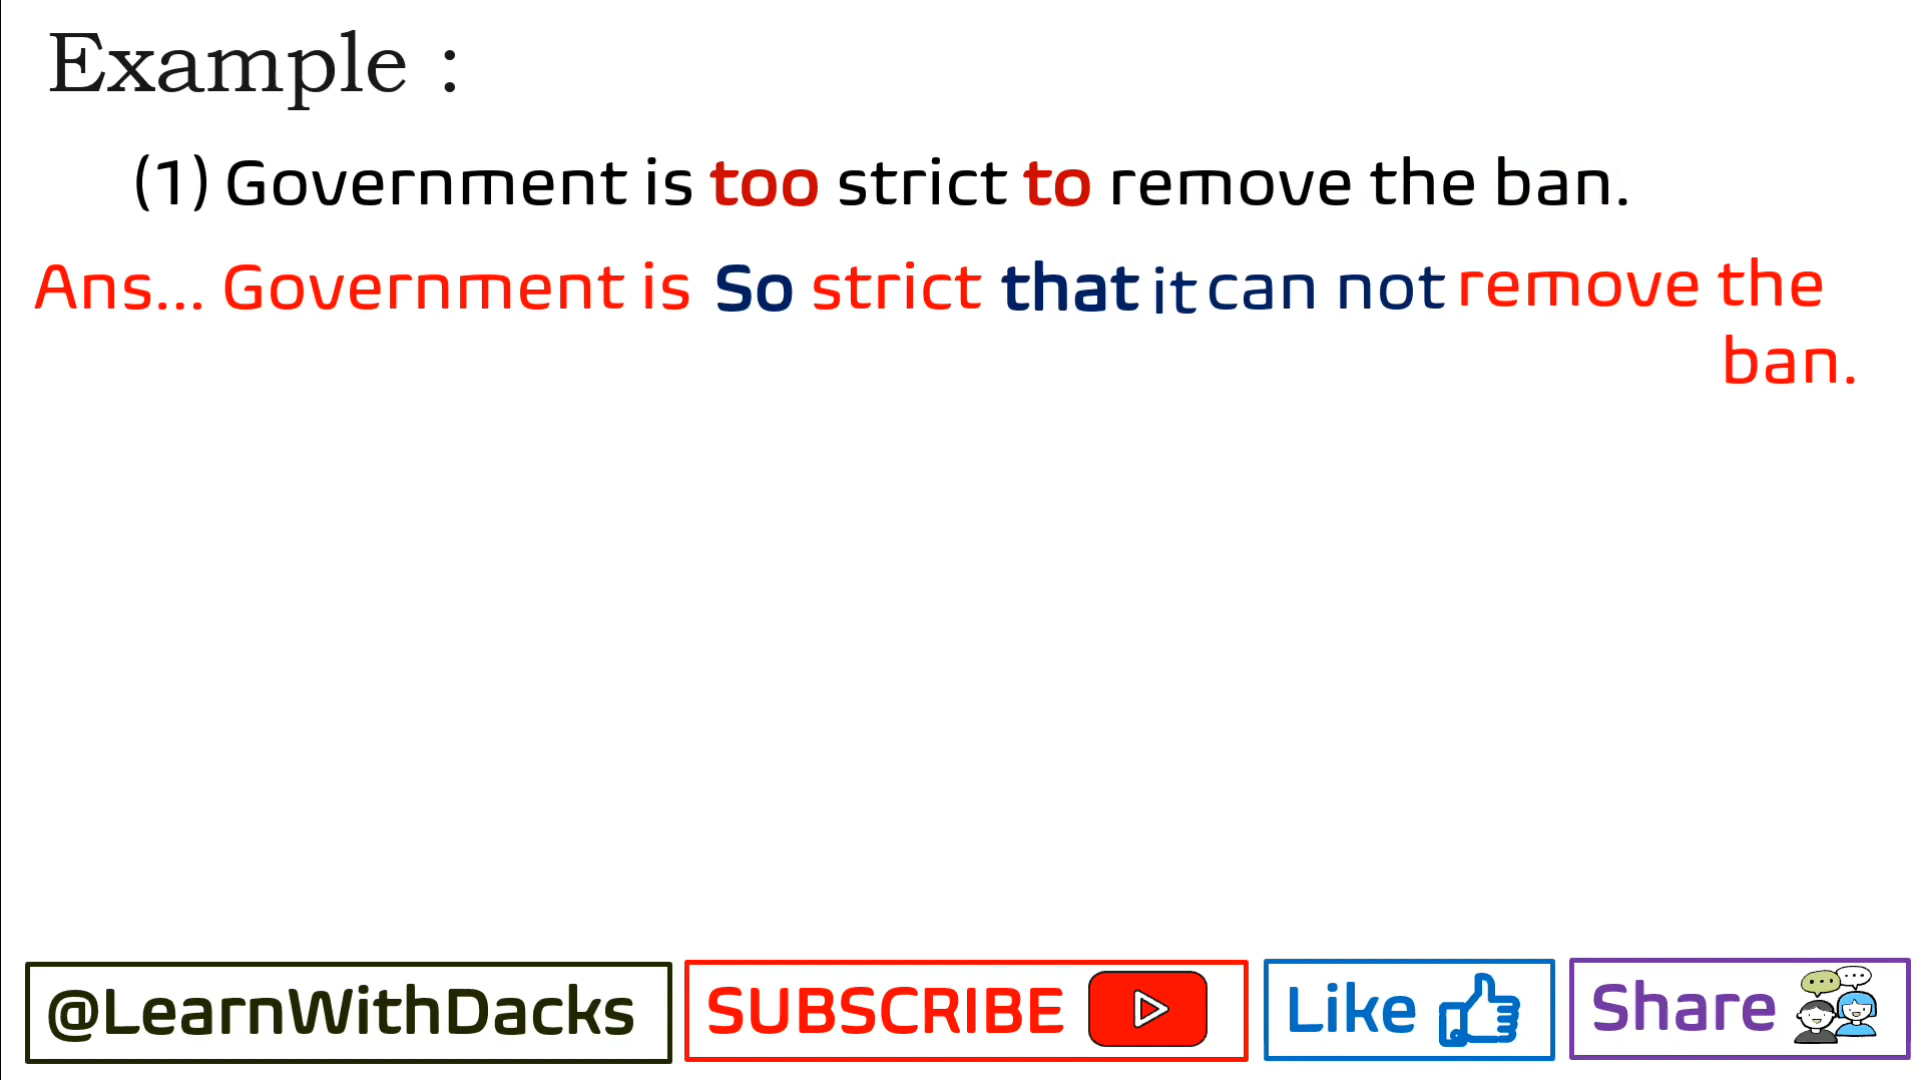 Example :
(1) Government is too strict to remove the ban.
Ans... Government is So strict that it can not remove the
ban.
@LearnWithDacks SUBSCRIBE Like Share